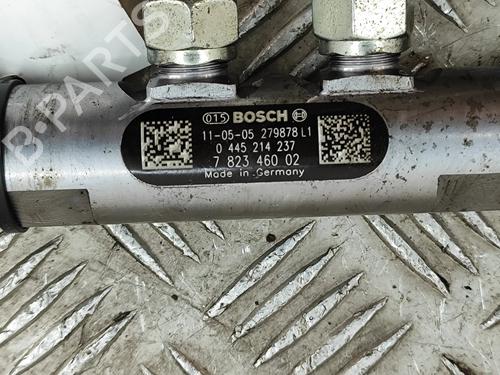 015 BOSCH
11-05-05 279878 L1
0 445 214 237
7 823 460 02
Made in Germany
B-PARTS